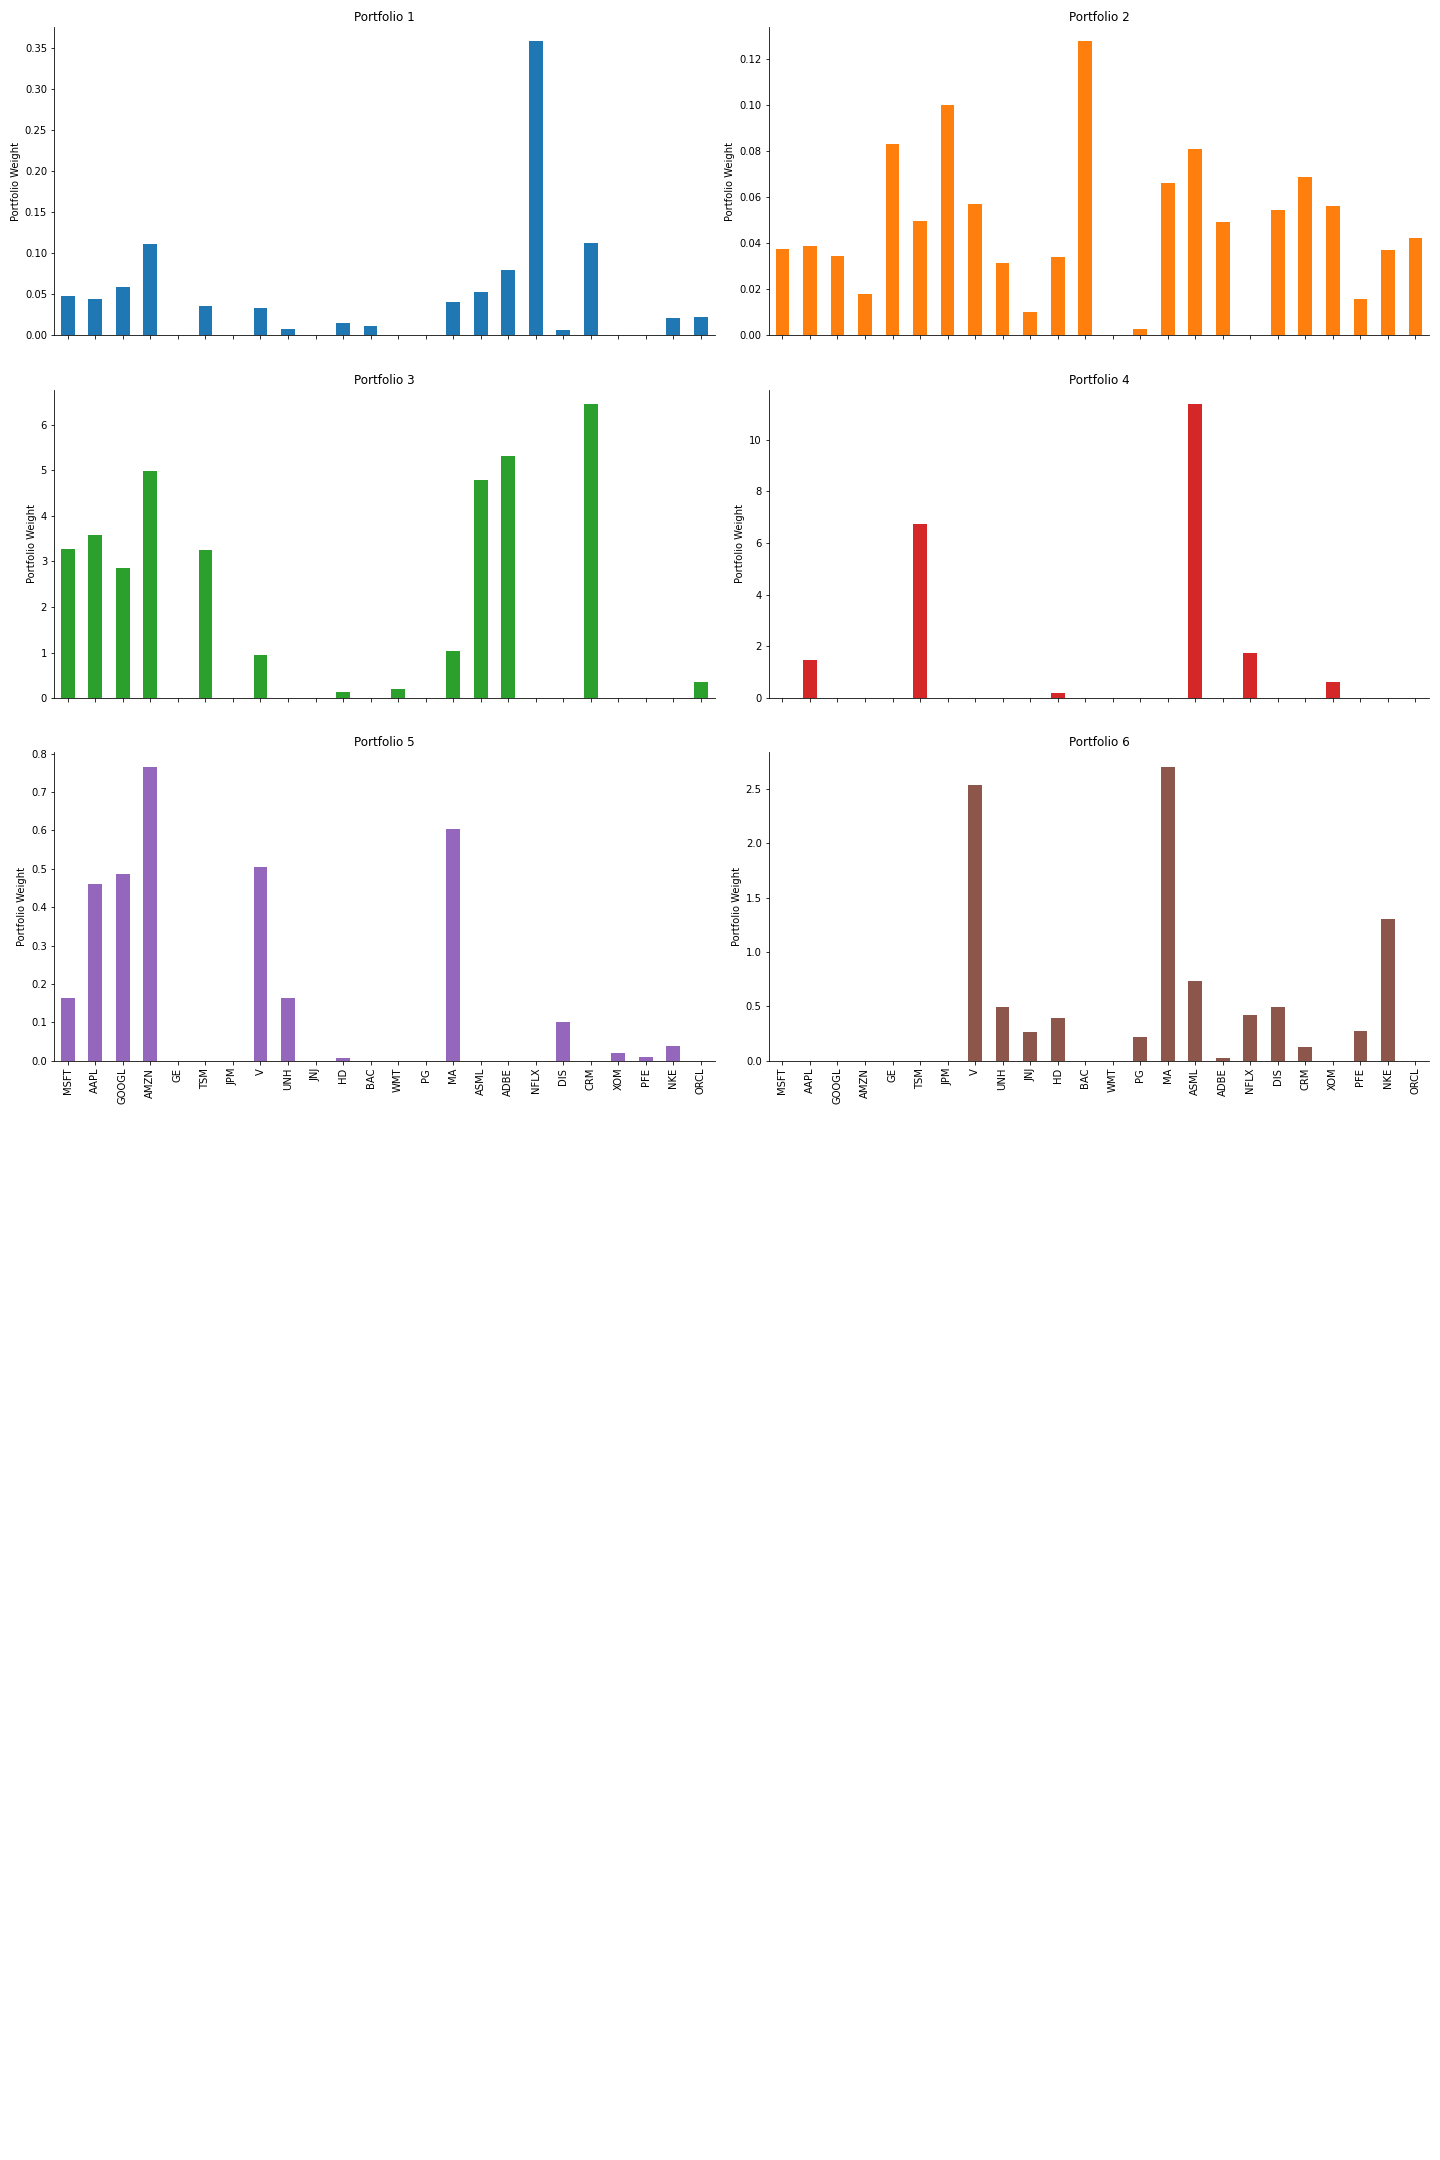 Portfolio 1
Portfolio Weight
0.35
0.30
0.25
0.20
0.15
0.10
0.05
0.00
Portfolio 2
Portfolio Weight
0.12
0.10
0.08
0.06
0.04
0.02
0.00
Portfolio 3
Portfolio Weight
6
5
4
3
2
1
0
Portfolio 4
Portfolio Weight
10
8
6
4
2
0
Portfolio 5
Portfolio Weight
0.8
0.7
0.6
0.5
0.4
0.3
0.2
0.1
0.0
MSFT
AAPL
GOOGL
AMZN
GE
TSM
JPM
V
UNH
JNJ
HD
BAC
WMT
PG
MA
ASML
ADBE
NFLX
DIS
CRM
XOM
PFE
NKE
ORCL
Portfolio 6
Portfolio Weight
2.5
2.0
1.5
1.0
0.5
0.0
MSFT
AAPL
GOOGL
AMZN
GE
TSM
JPM
V
UNH
JNJ
HD
BAC
WMT
PG
MA
ASML
ADBE
NFLX
DIS
CRM
XOM
PFE
NKE
ORCL